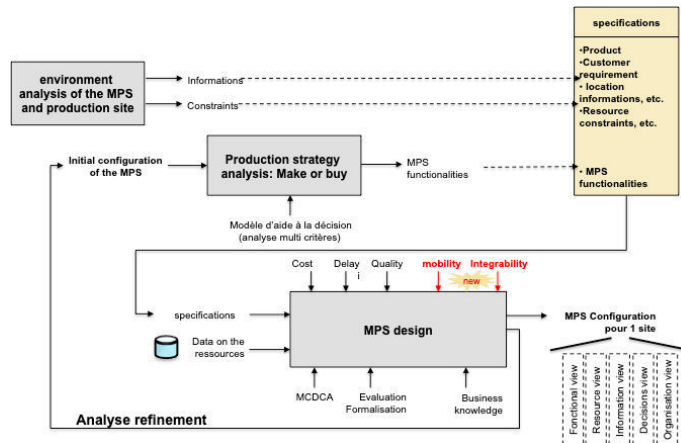 specifications
•Product
•Customer
requirement
• location
informations, etc.
•Resource
constraints, etc.
• MPS
functionalities
environment
analysis of the MPS
and production site
Informations
Constraints
Initial configuration
of the MPS
Production strategy
analysis: Make or buy
MPS
functionalities
Modèle d'aide à la décision
(analyse multi critères)
Cost
Delay
i
Quality
mobility
Integrability
new
specifications
Data on the
ressources
MPS design
MPS Configuration
pour 1 site
MCDCA
Evaluation
Formalisation
Business
knowledge
Analyse refinement
Fonctional view
Resource view
Information view
Decisions view
Organisation view